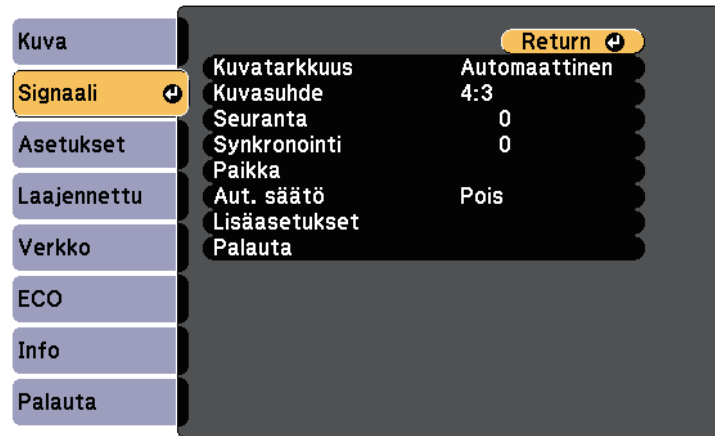 Kuva
Signaali
Asetukset
Laajennettu
Verkko
ECO
Info
Palauta
Return
Kuvatarkkuus Automaattinen
Kuvasuhde 4:3
Seuranta 0
Synkronointi 0
Paikka
Aut. säätö Pois
Lisäasetukset
Palauta